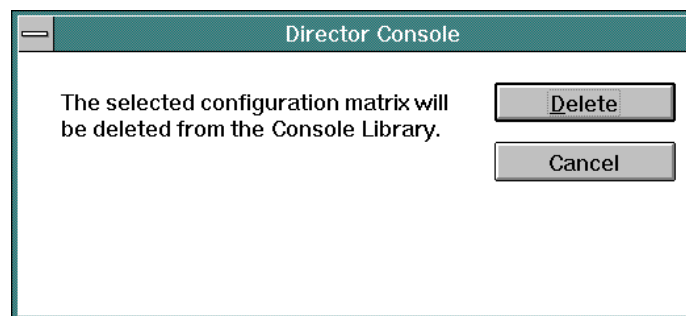 Director Console
The selected configuration matrix will
be deleted from the Console Library.
Delete
Cancel